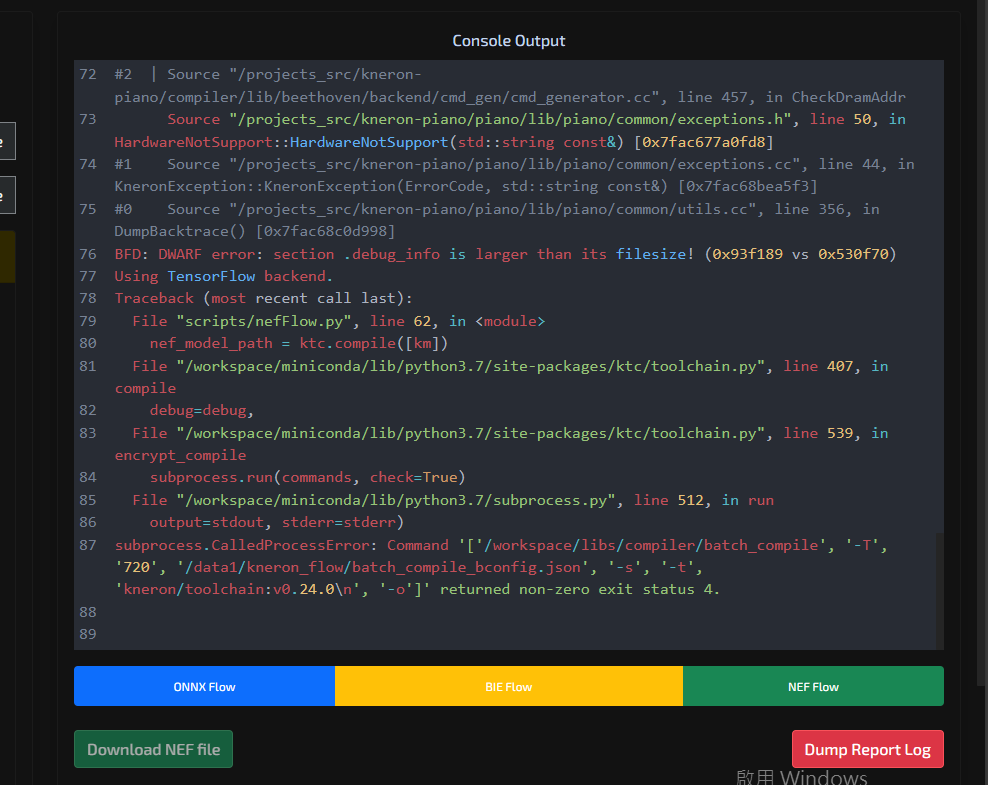 Console Output
72 #2 | Source "/projects_src/kneron-
piano/compiler/lib/beethoven/backend/cmd_gen/cmd_generator.cc", line 457, in CheckDramAddr
73 Source "/projects_src/kneron-piano/piano/lib/piano/common/exceptions.h", line 50, in
HardwareNotSupport::HardwareNotSupport(std::string const&) [0x7fac677a0fd8]
74 #1 Source "/projects_src/kneron-piano/piano/lib/piano/common/exceptions.cc", line 44, in
KneronException::KneronException(ErrorCode, std::string const&) [0x7fac68bea5f3]
75 #0 Source "/projects_src/kneron-piano/piano/lib/piano/common/utils.cc", line 356, in
DumpBacktrace() [0x7fac68c0d998]
76 BFD: DWARF error: section .debug_info is larger than its filesize! (0x93f189 vs 0x530f70)
77 Using TensorFlow backend.
78 Traceback (most recent call last):
79 File "scripts/nefFlow.py", line 62, in <module>
80 nef_model_path = ktc.compile([km])
81 File "/workspace/miniconda/lib/python3.7/site-packages/ktc/toolchain.py", line 407, in
compile
82 debug=debug,
83 File "/workspace/miniconda/lib/python3.7/site-packages/ktc/toolchain.py", line 539, in
encrypt_compile
84 subprocess.run(commands, check=True)
85 File "/workspace/miniconda/lib/python3.7/subprocess.py", line 512, in run
86 output=stdout, stderr=stderr)
87 subprocess.CalledProcessError: Command '['/workspace/libs/compiler/batch_compile', '-T',
'720', '/data1/kneron_flow/batch_compile_bconfig.json', '-s', '-t',
'kneron/toolchain:v0.24.0\n', '-o']' returned non-zero exit status 4.
88
89
ONNX Flow
BIE Flow
NEF Flow
Download NEF file
Dump Report Log
啟用 Windows